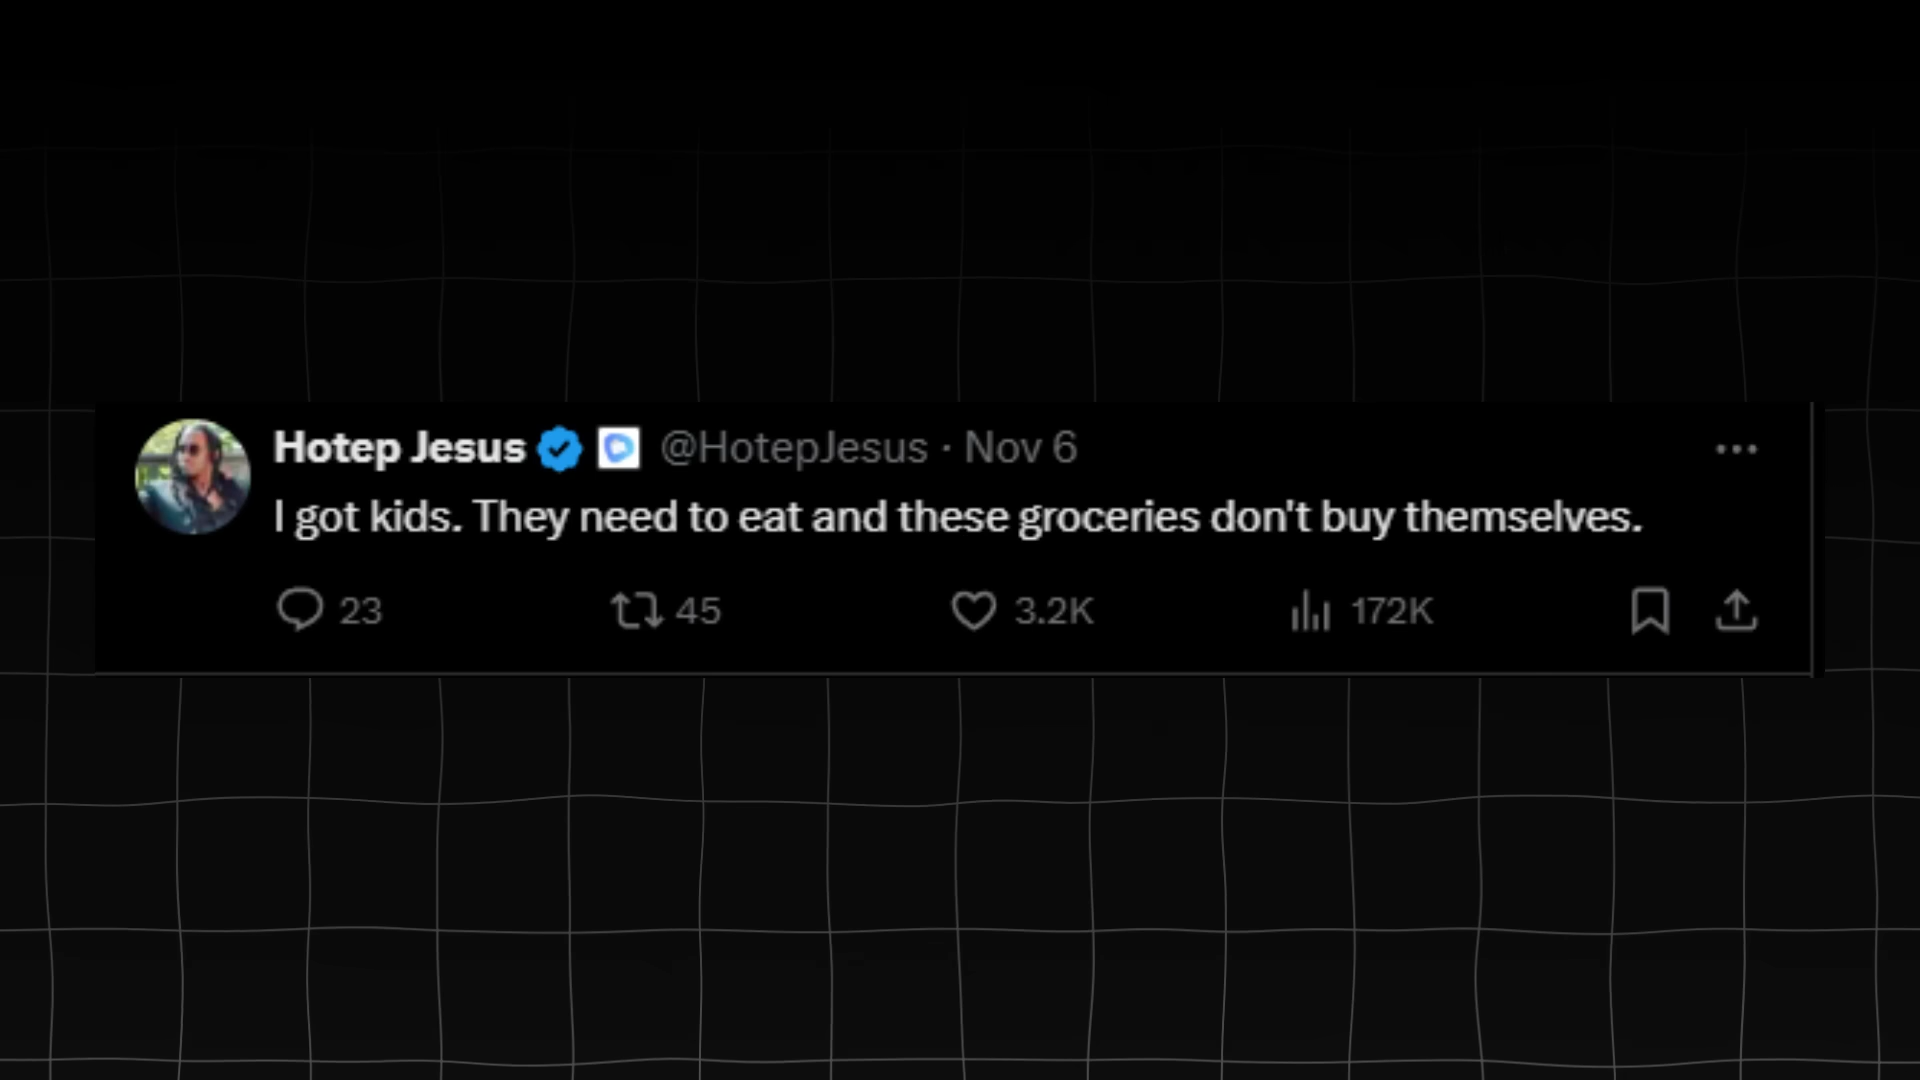 Hotep Jesus @HotepJesus · Nov 6
I got kids. They need to eat and these groceries don't buy themselves.
23 45 3.2K 172K